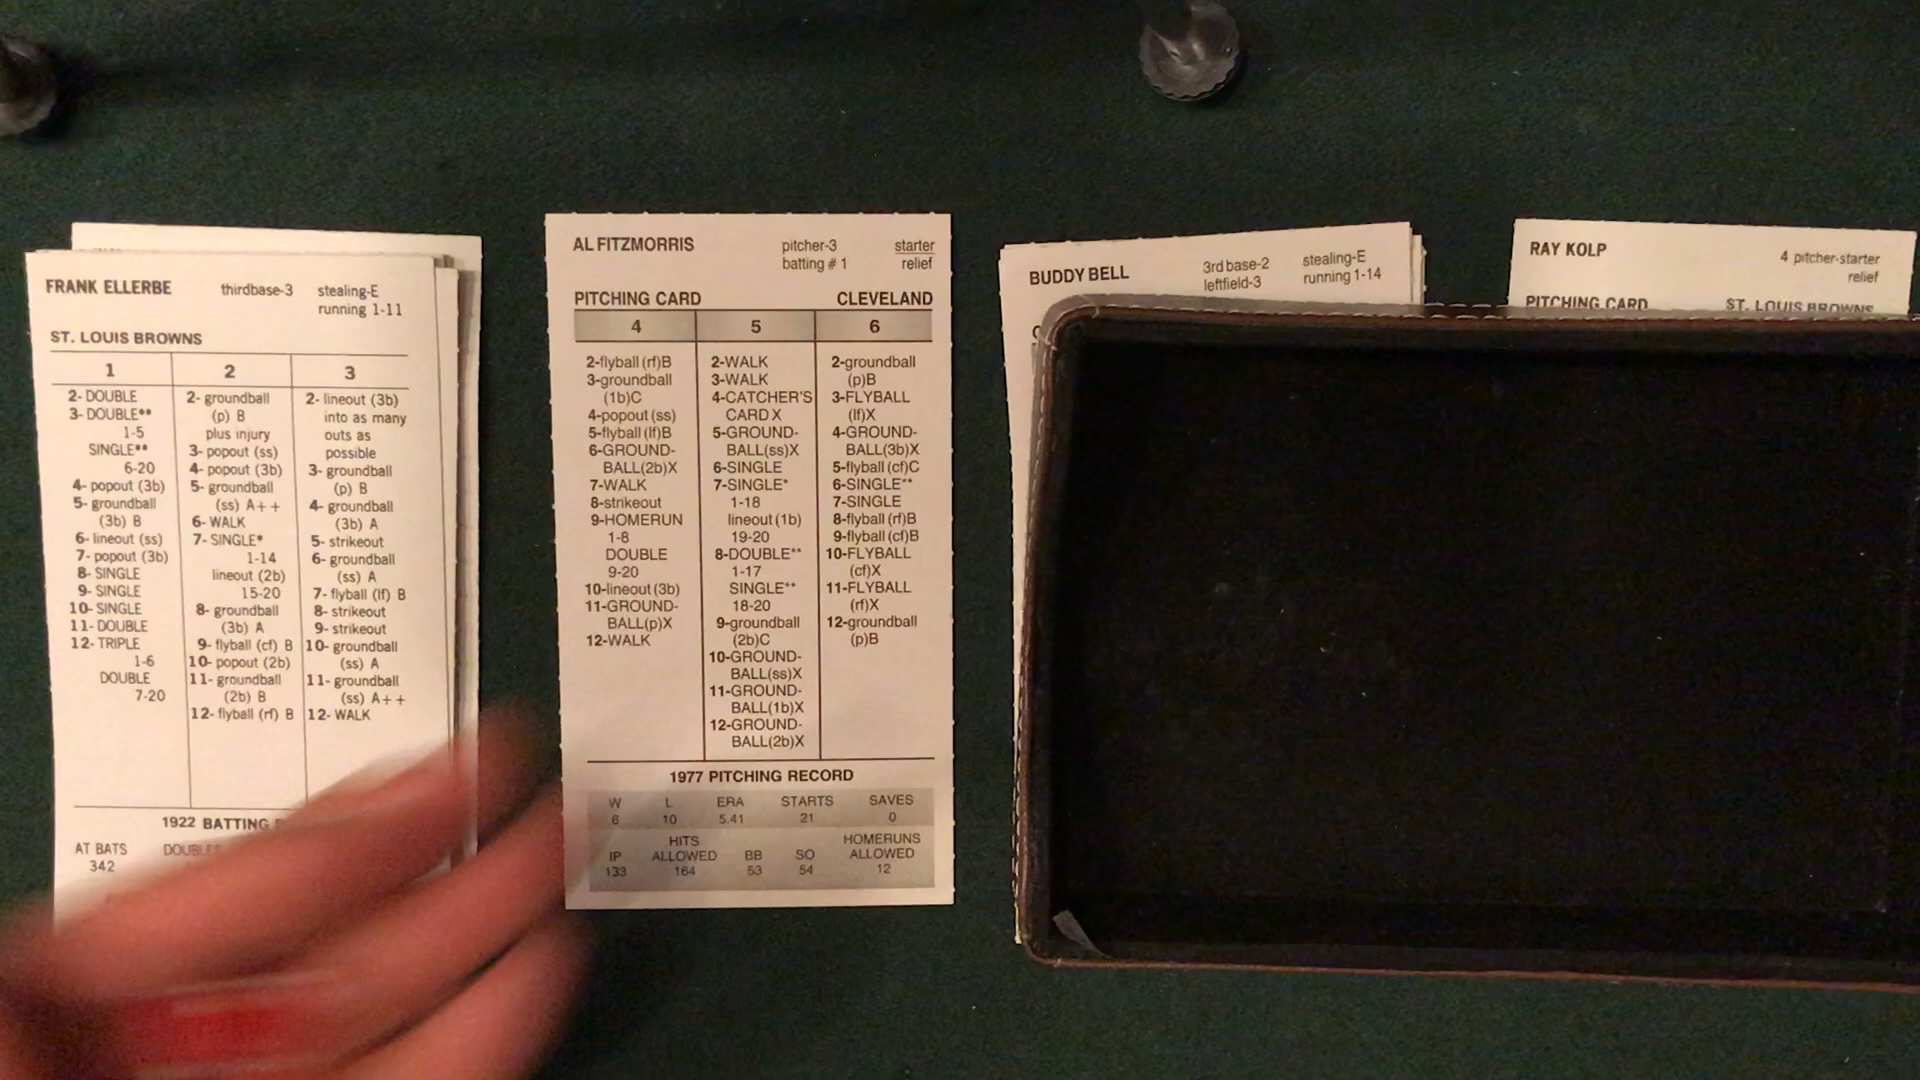 FRANK ELLERBE
thirdbase-3
stealing-E
running 1-11
ST. LOUIS BROWNS
1
2- DOUBLE
3- DOUBLE**
1-5
SINGLE**
6-20
4- popout (3b)
5- groundball
(3b) B
6- lineout (ss)
7- popout (3b)
8- SINGLE
9- SINGLE
10- SINGLE
11- DOUBLE
12- TRIPLE
1-6
DOUBLE
7-20
2
2- groundball
(p) B
plus injury
3- popout (ss)
4- popout (3b)
5- groundball
(ss) A++
6- WALK
7- SINGLE*
1-14
lineout (2b)
15-20
8- groundball
(3b) A
9- flyball (cf) B
10- popout (2b)
11- groundball
(2b) B
12- flyball (rf) B
3
2- lineout (3b)
into as many
outs as
possible
3- groundball
(p) B
4- groundball
(3b) A
5- strikeout
6- groundball
(ss) A
7- flyball (lf) B
8- strikeout
9- strikeout
10- groundball
(ss) A
11- groundball
(ss) A++
12- WALK
1922 BATTING
AT BATS
342
DOUBLES
AL FITZMORRIS
pitcher-3
batting # 1
starter
relief
PITCHING CARD
CLEVELAND
4
2-flyball (rf)B
3-groundball
(1b)C
4-popout (ss)
5-flyball (lf)B
6-GROUND-
BALL(2b)X
7-WALK
8-strikeout
9-HOMERUN
1-8
DOUBLE
9-20
10-lineout (3b)
11-GROUND-
BALL(p)X
12-WALK
5
2-WALK
3-WALK
4-CATCHER'S
CARD X
5-GROUND-
BALL(ss)X
6-SINGLE
7-SINGLE*
1-18
lineout (1b)
19-20
8-DOUBLE**
1-17
SINGLE**
18-20
9-groundball
(2b)C
10-GROUND-
BALL(ss)X
11-GROUND-
BALL(1b)X
12-GROUND-
BALL(2b)X
6
2-groundball
(p)B
3-FLYBALL
(lf)X
4-GROUND-
BALL(3b)X
5-flyball (cf)C
6-SINGLE**
7-SINGLE
8-flyball (rf)B
9-flyball (cf)B
10-FLYBALL
(cf)X
11-FLYBALL
(rf)X
12-groundball
(p)B
1977 PITCHING RECORD
W L ERA STARTS SAVES
6 10 5.41 21 0
IP HITS ALLOWED BB SO HOMERUNS ALLOWED
133 164 53 54 12
BUDDY BELL
3rd base-2
leftfield-3
stealing-E
running 1-14
RAY KOLP
4 pitcher-starter
relief
PITCHING CARD
ST. LOUIS BROWNS